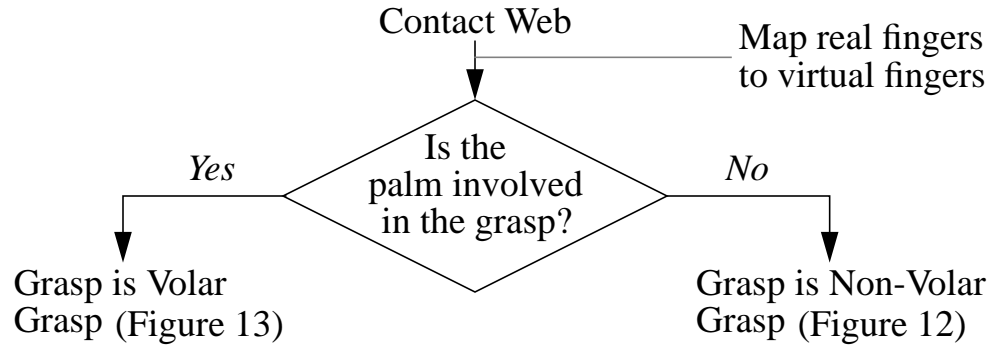 Contact Web
Map real fingers
to virtual fingers
Is the
palm involved
in the grasp?
Yes
No
Grasp is Volar
Grasp (Figure 13)
Grasp is Non-Volar
Grasp (Figure 12)